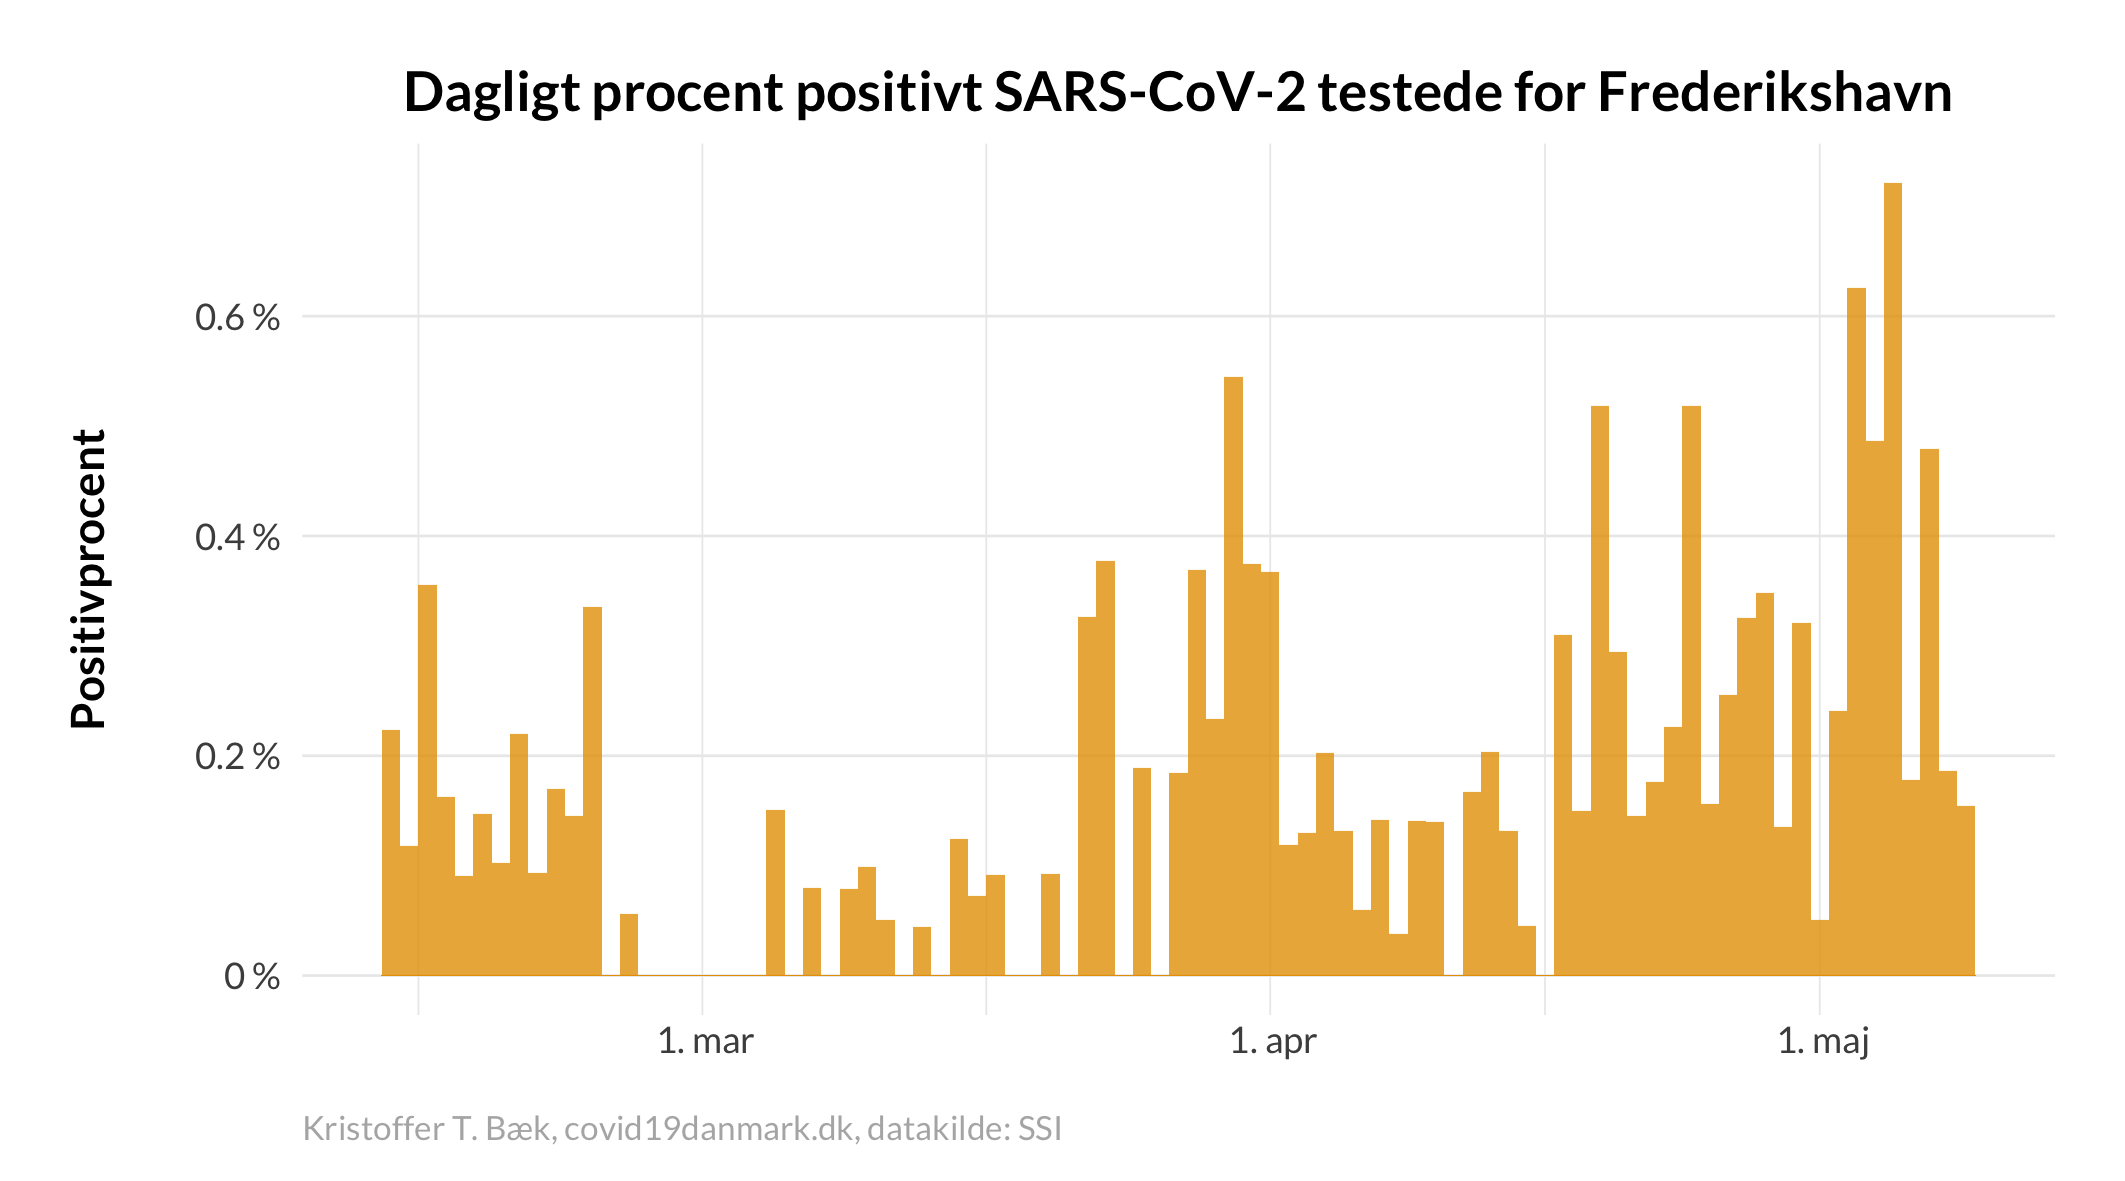 Dagligt procent positivt SARS-CoV-2 testede for Frederikshavn
Positivprocent
0.6 %
0.4 %
0.2 %
0 %
1. mar
1. apr
1. maj
Kristoffer T. Bæk, covid19danmark.dk, datakilde: SSI